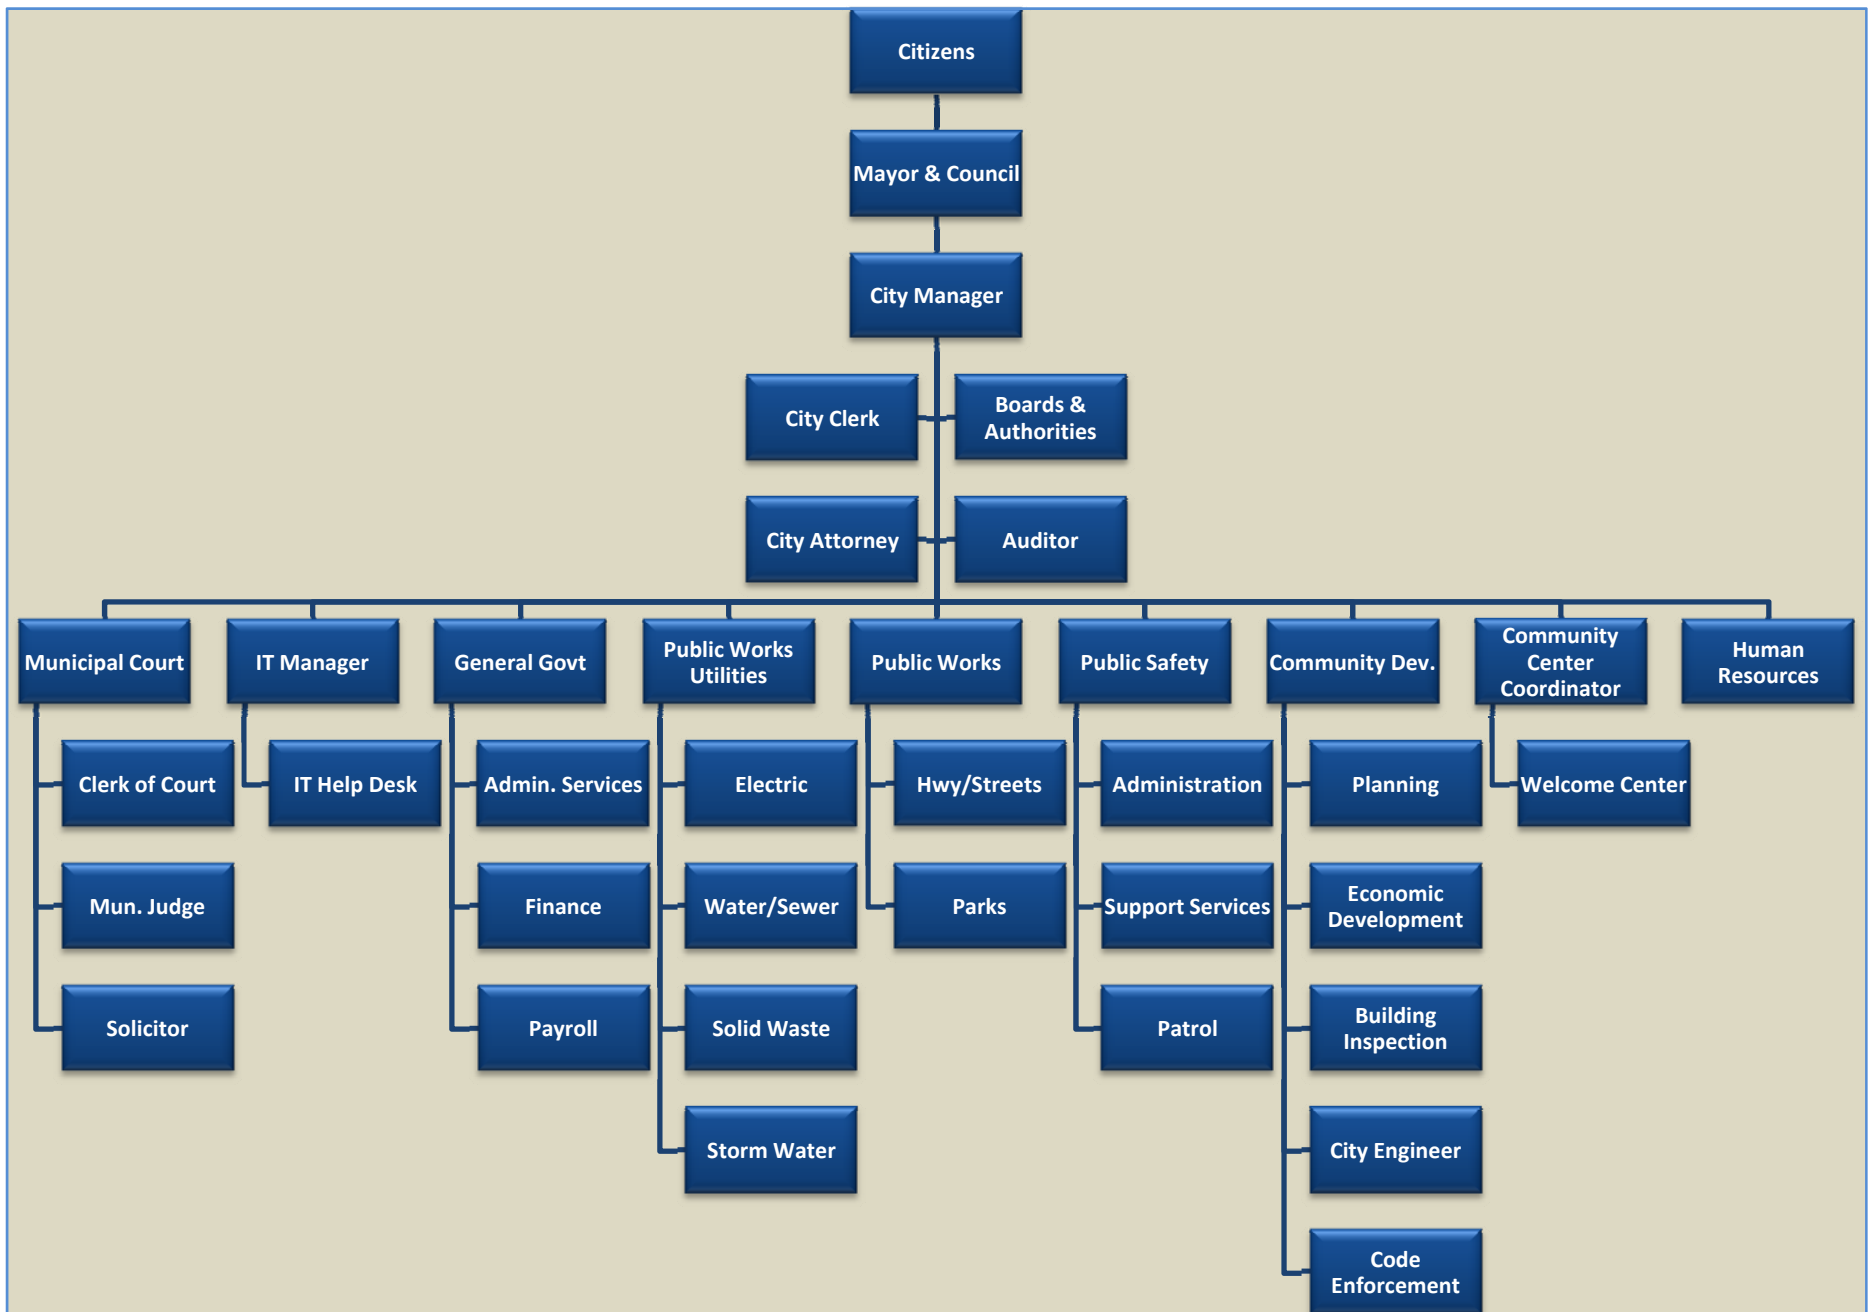 Citizens
Mayor & Council
City Manager
City Clerk
Boards &
Authorities
City Attorney
Auditor
Municipal Court
IT Manager
General Govt
Public Works
Utilities
Public Works
Public Safety
Community Dev.
Community
Center
Coordinator
Human
Resources
Clerk of Court
IT Help Desk
Admin. Services
Electric
Hwy/Streets
Administration
Planning
Welcome Center
Mun. Judge
Finance
Water/Sewer
Parks
Support Services
Economic
Development
Solicitor
Payroll
Solid Waste
Patrol
Building
Inspection
Storm Water
City Engineer
Code
Enforcement